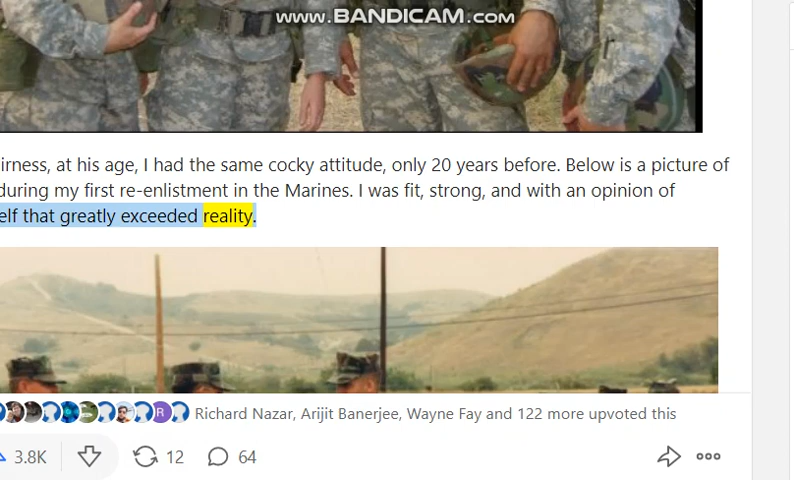 www.BANDICAM.com
irness, at his age, I had the same cocky attitude, only 20 years before. Below is a picture of
during my first re-enlistment in the Marines. I was fit, strong, and with an opinion of
elf that greatly exceeded reality.
R
Richard Nazar, Arijit Banerjee, Wayne Fay and 122 more upvoted this
3.8K
12
64